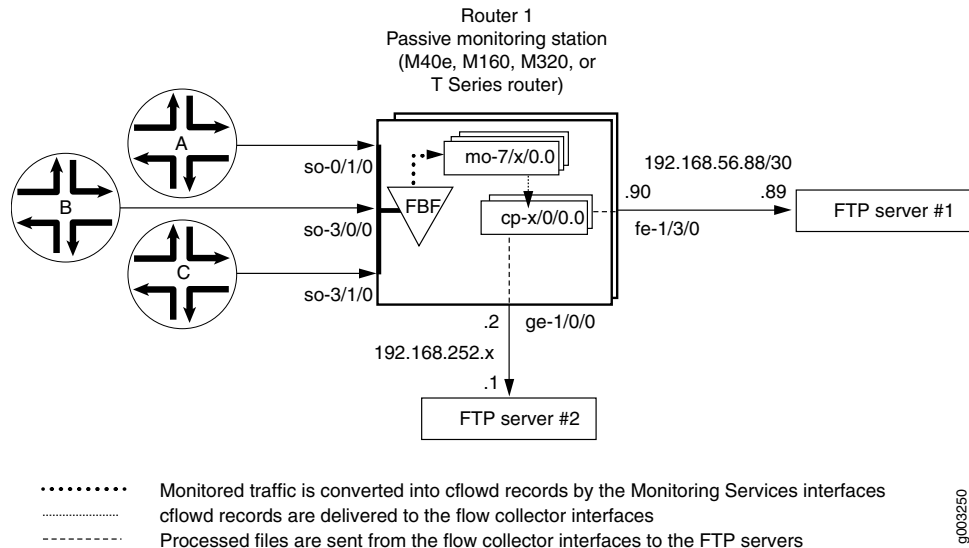 Router 1
Passive monitoring station
(M40e, M160, M320, or
T Series router)
A
so-0/1/0
B
so-3/0/0
C
so-3/1/0
FBF
mo-7/x/0.0
cp-x/0/0.0
192.168.56.88/30
.90
.89
fe-1/3/0
FTP server #1
.2
ge-1/0/0
192.168.252.x
.1
FTP server #2
Monitored traffic is converted into cflowd records by the Monitoring Services interfaces
cflowd records are delivered to the flow collector interfaces
Processed files are sent from the flow collector interfaces to the FTP servers
g003250